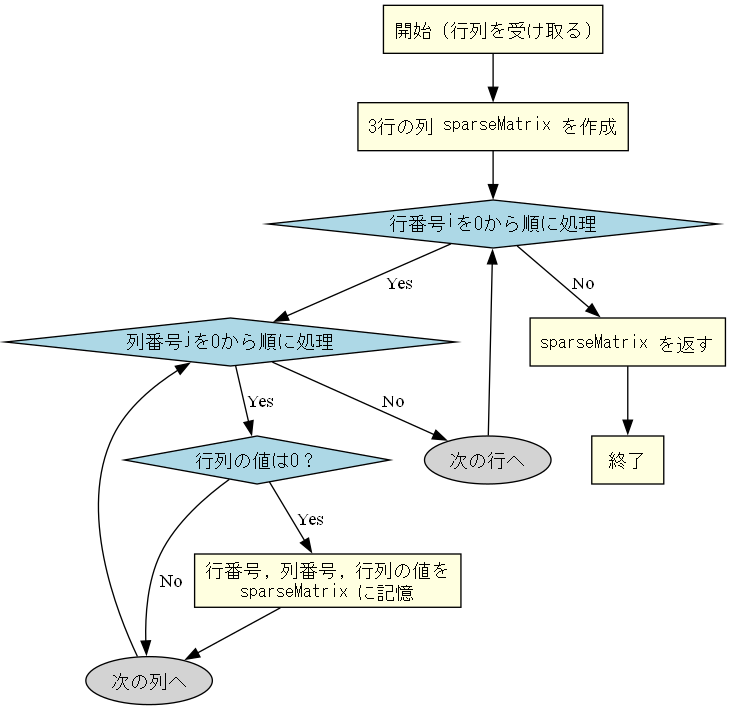 開始（行列を受け取る）
3行の列 sparseMatrix を作成
行番号iを0から順に処理
Yes
No
列番号jを0から順に処理
sparseMatrix を返す
Yes
No
行列の値は0？
次の行へ
終了
Yes
No
行番号，列番号，行列の値を
sparseMatrix に記憶
次の列へ